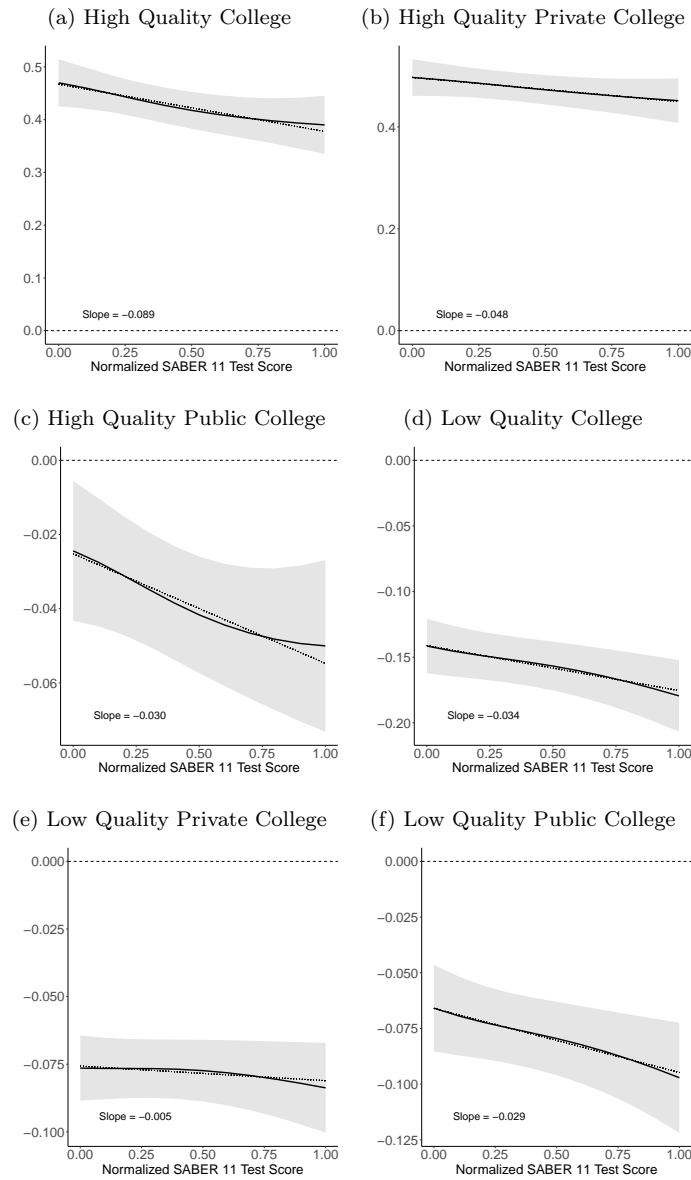 (a) High Quality College
0.5
0.4
0.3
0.2
0.1
0.0
Slope = −0.089
0.00 0.25 0.50 0.75 1.00
Normalized SABER 11 Test Score
(b) High Quality Private College
0.4
0.2
0.0
Slope = −0.048
0.00 0.25 0.50 0.75 1.00
Normalized SABER 11 Test Score
(c) High Quality Public College
0.00
−0.02
−0.04
−0.06
Slope = −0.030
0.00 0.25 0.50 0.75 1.00
Normalized SABER 11 Test Score
(d) Low Quality College
0.00
−0.05
−0.10
−0.15
−0.20
Slope = −0.034
0.00 0.25 0.50 0.75 1.00
Normalized SABER 11 Test Score
(e) Low Quality Private College
0.000
−0.025
−0.050
−0.075
−0.100
Slope = −0.005
0.00 0.25 0.50 0.75 1.00
Normalized SABER 11 Test Score
(f) Low Quality Public College
0.000
−0.025
−0.050
−0.075
−0.100
−0.125
Slope = −0.029
0.00 0.25 0.50 0.75 1.00
Normalized SABER 11 Test Score